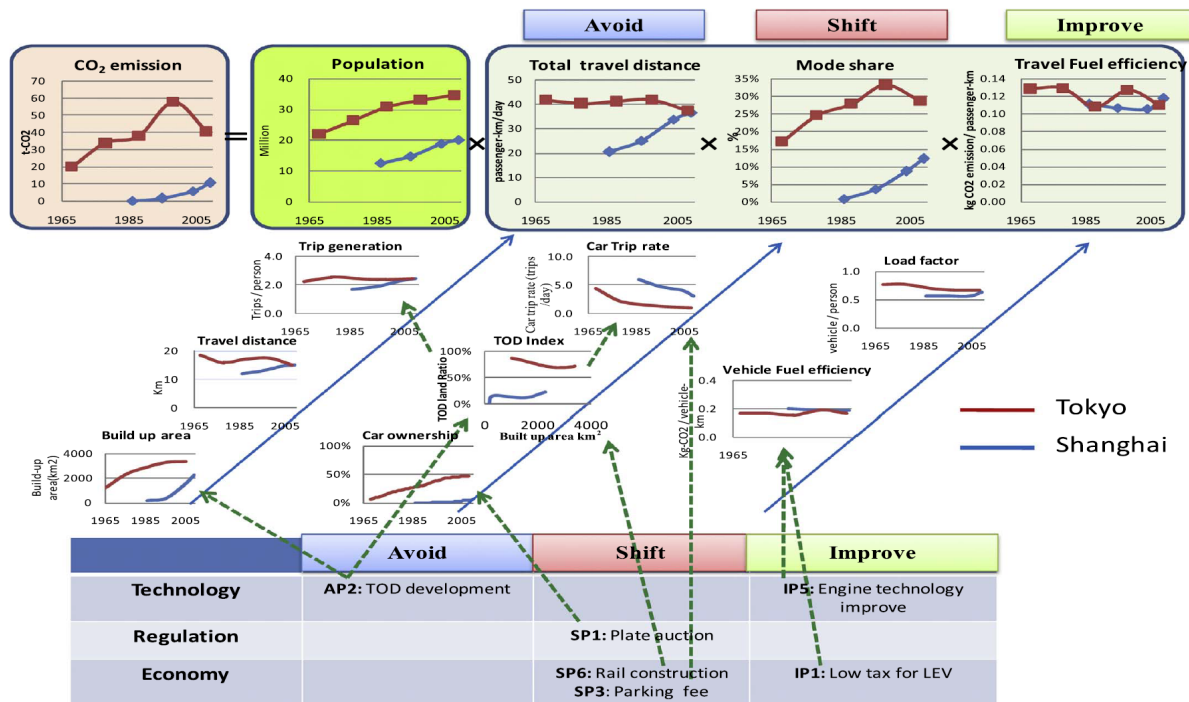 Avoid
Shift
Improve
CO2 emission
t-CO2
70
60
50
40
30
20
10
0
1965
1985
2005
=
Population
Million
40
30
20
10
0
1965
1985
2005
×
Total travel distance
passenger-km/day
50
40
30
20
10
0
1965
1985
2005
×
Mode share
%
35%
30%
25%
20%
15%
10%
5%
0%
1965
1985
2005
×
Travel Fuel efficiency
kg CO2 emission/ passenger-km
0.14
0.12
0.10
0.08
0.06
0.04
0.02
0.00
1965
1985
2005
Trip generation
Trips / person
4.0
2.0
0.0
1965
1985
2005
Car Trip rate
Car trip rate (trips
/day)
10.0
5.0
0.0
1965
1985
2005
Load factor
vehicle / person
1.0
0.5
0.0
1965
1985
2005
Travel distance
Km
20
10
0
1965
1985
2005
TOD Index
TOD land Ratio
100%
50%
0%
0
2000
4000
Built up area km2
Vehicle Fuel efficiency
Kg-CO2 / vehicle-
km
0.4
0.2
0.0
1965
1985
2005
Tokyo
Shanghai
Build up area
Build-up
area(km2)
4000
2000
0
1965
1985
2005
Car ownership
100%
50%
0%
1965
1985
2005
Avoid
Shift
Improve
Technology
AP2: TOD development
IP5: Engine technology
improve
Regulation
SP1: Plate auction
Economy
SP6: Rail construction
SP3: Parking fee
IP1: Low tax for LEV